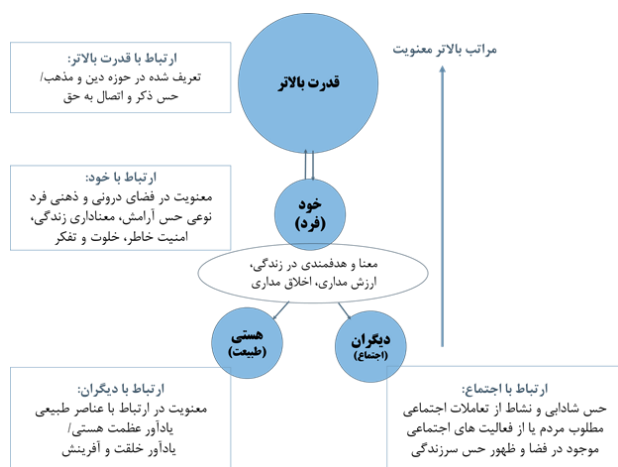 ارتباط با قدرت بالاتر:
تعریف شده در حوزه دین و مذهب/
حس ذکر و اتصال به حق
قدرت بالاتر
مراتب بالاتر معنویت
ارتباط با خود:
معنویت در فضای درونی و ذهنی فرد
نوعی حس آرامش، معناداری زندگی،
امنیت خاطر، خلوت و تفکر
خود
(فرد)
معنا و هدفمندی در زندگی،
ارزش مداری، اخلاق مداری
دیگران
(اجتماع)
هستی
(طبیعت)
ارتباط با اجتماع:
حس شادابی و نشاط از تعاملات اجتماعی
مطلوب مردم یا از فعالیت های اجتماعی
موجود در فضا و ظهور حس سرزندگی
ارتباط با دیگران:
معنویت در ارتباط با عناصر طبیعی
یادآور عظمت هستی/
یادآور خلقت و آفرینش